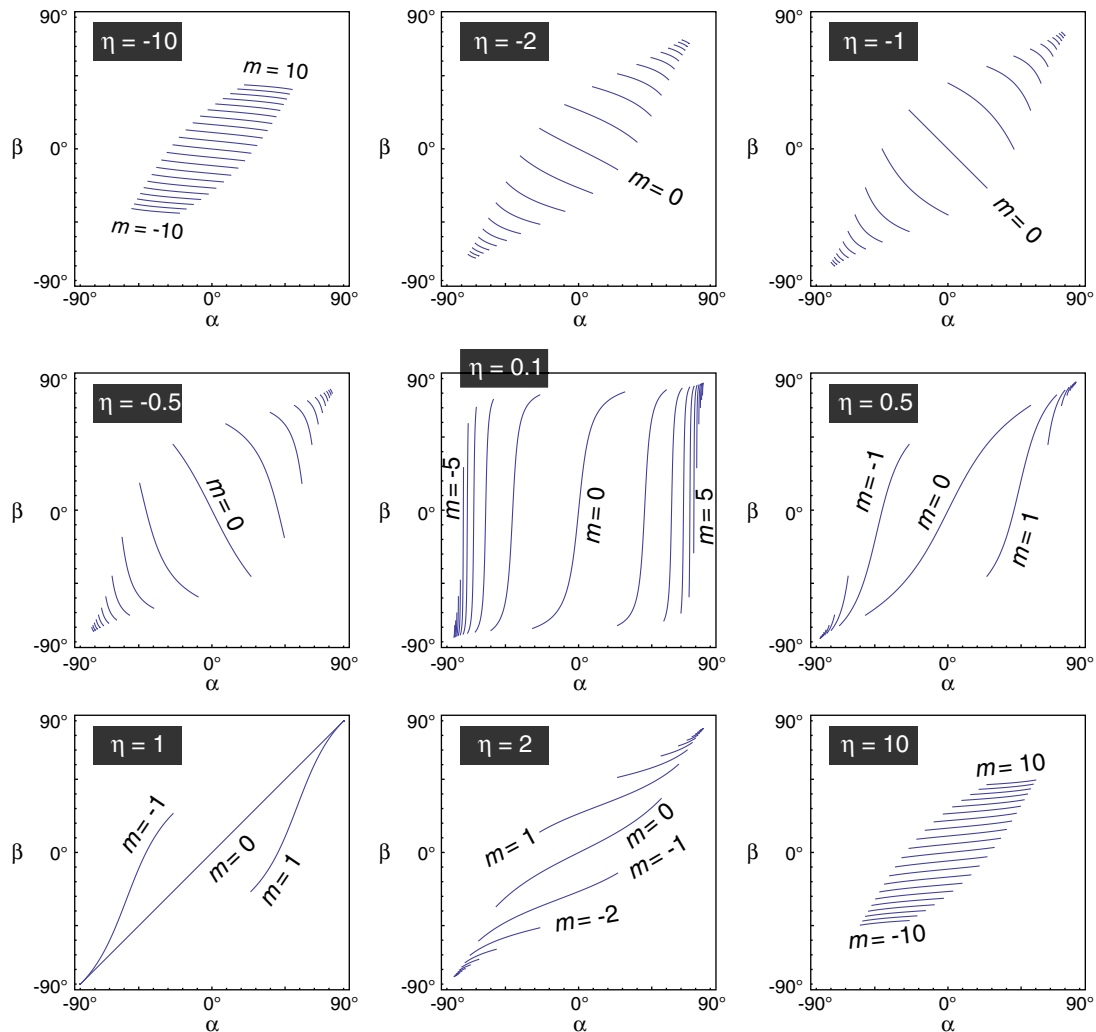 η = -10
90°
m = 10
β
0°
m = -10
-90°
-90°
0°
90°
α
η = -2
90°
β
0°
m = 0
-90°
-90°
0°
90°
α
η = -1
90°
β
0°
m = 0
-90°
-90°
0°
90°
α
η = -0.5
90°
β
0°
m = 0
-90°
-90°
0°
90°
α
η = 0.1
90°
β
0°
m = -5
m = 0
m = 5
-90°
-90°
0°
90°
α
η = 0.5
90°
β
0°
m = -1
m = 0
m = 1
-90°
-90°
0°
90°
α
η = 1
90°
β
0°
m = -1
m = 0
m = 1
-90°
-90°
0°
90°
α
η = 2
90°
β
0°
m = 1
m = 0
m = -1
m = -2
-90°
-90°
0°
90°
α
η = 10
90°
m = 10
β
0°
m = -10
-90°
-90°
0°
90°
α